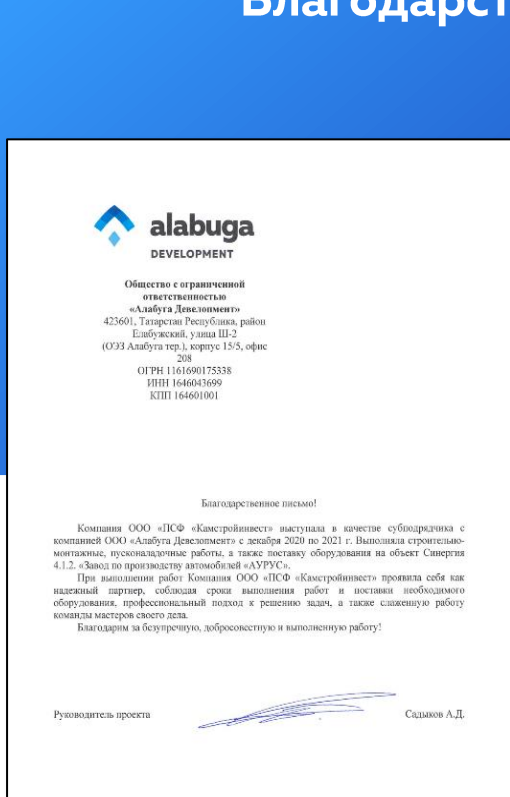 Благодарст
alabuga
DEVELOPMENT
Общество с ограниченной
ответственностью
«Алабуга Девелопмент»
423601, Татарстан Республика, район
Елабужский, улица Ш-2
(ОЭЗ Алабуга тер.), корпус 15/5, офис
208
ОГРН 1161690175338
ИНН 1646043699
КПП 164601001
Благодарственное письмо!
Компания ООО «ПСФ «Камстройинвест» выступала в качестве субподрядчика с
компанией ООО «Алабуга Девелопмент» с декабря 2020 по 2021 г. Выполняла строительно-
монтажные, пусконаладочные работы, а также поставку оборудования на объект Синергия
4.1.2. «Завод по производству автомобилей «АУРУС».
При выполнении работ Компания ООО «ПСФ «Камстройинвест» проявила себя как
надежный партнер, соблюдая сроки выполнения работ и поставки необходимого
оборудования, профессиональный подход к решению задач, а также слаженную работу
команды мастеров своего дела.
Благодарим за безупречную, добросовестную и выполненную работу!
Руководитель проекта Садыков А.Д.